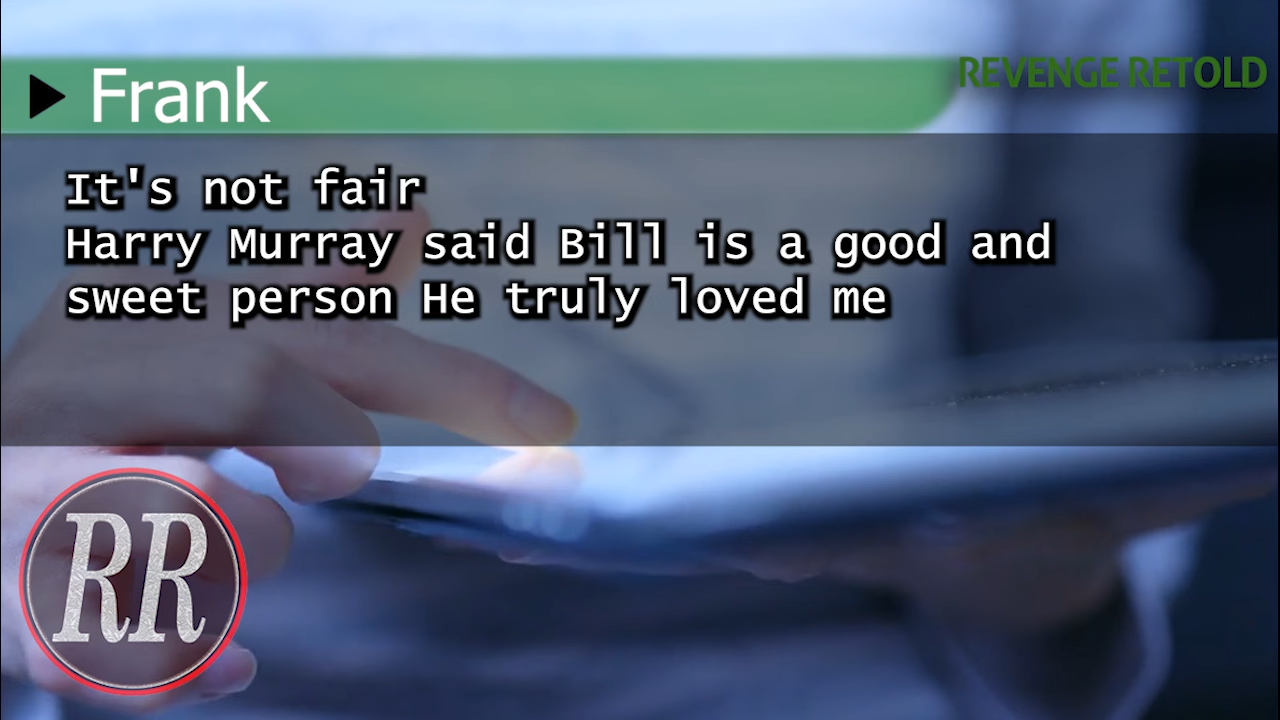 Frank
REVENGE RETOLD
It's not fair
Harry Murray said Bill is a good and
sweet person He truly loved me
RR